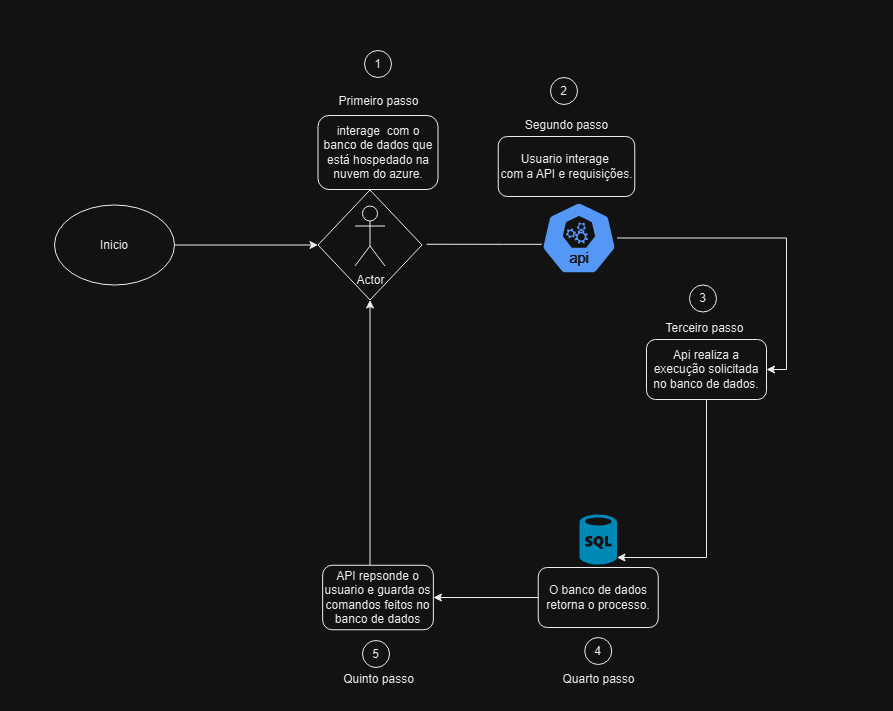 1
Primeiro passo
interage com o
banco de dados que
está hospedado na
nuvem do azure.
2
Segundo passo
Usuario interage
com a API e requisições.
Inicio
Actor
api
3
Terceiro passo
Api realiza a
execução solicitada
no banco de dados.
SQL
O banco de dados
retorna o processo.
4
Quarto passo
API repsonde o
usuario e guarda os
comandos feitos no
banco de dados
5
Quinto passo